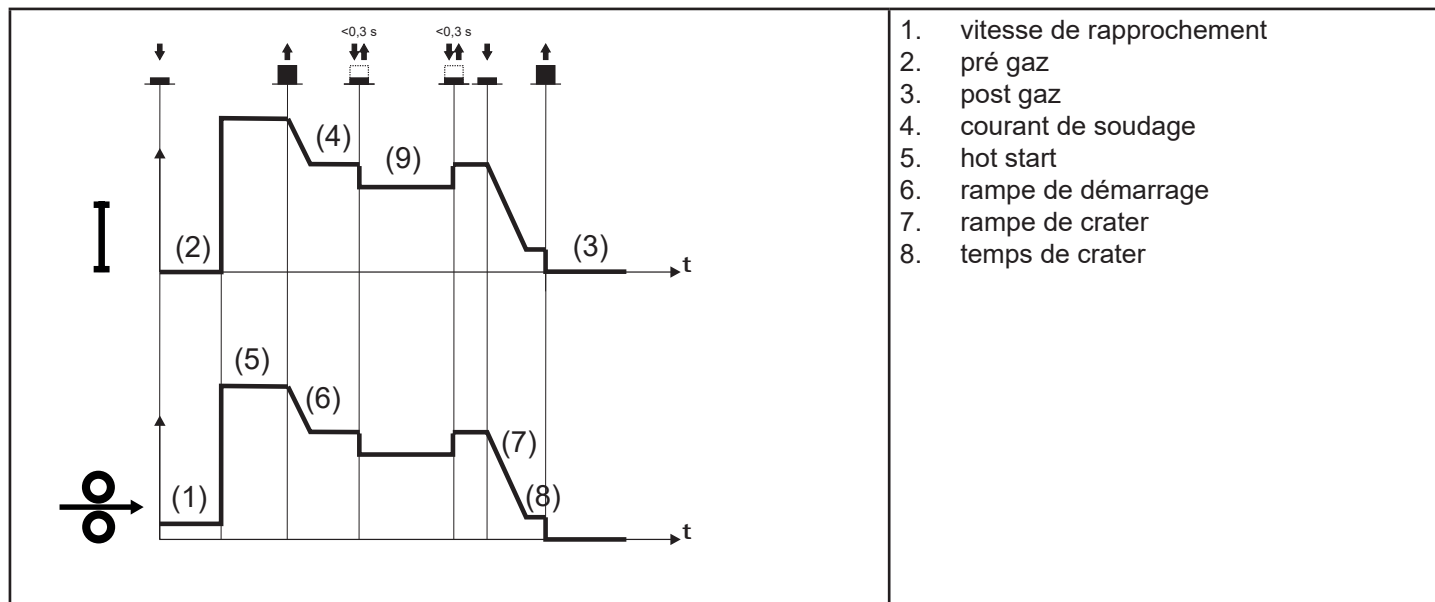 <0,3 s <0,3 s
(4)
(9)
(2)
(3)
t
(5)
(6)
(7)
(1)
(8)
t
1. vitesse de rapprochement
2. pré gaz
3. post gaz
4. courant de soudage
5. hot start
6. rampe de démarrage
7. rampe de crater
8. temps de crater